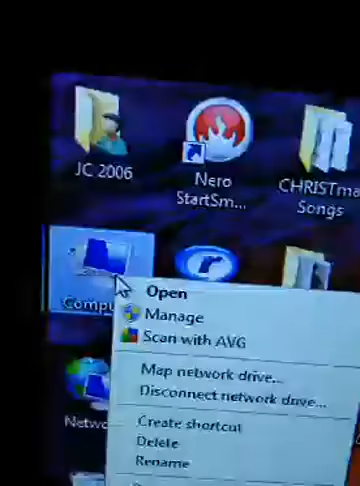 JC 2006
Nero
StartSm...
CHRISTma
Songs
Compu
Open
Manage
Scan with AVG
Netwo
Map network drive...
Disconnect network drive...
Create shortcut
Delete
Rename